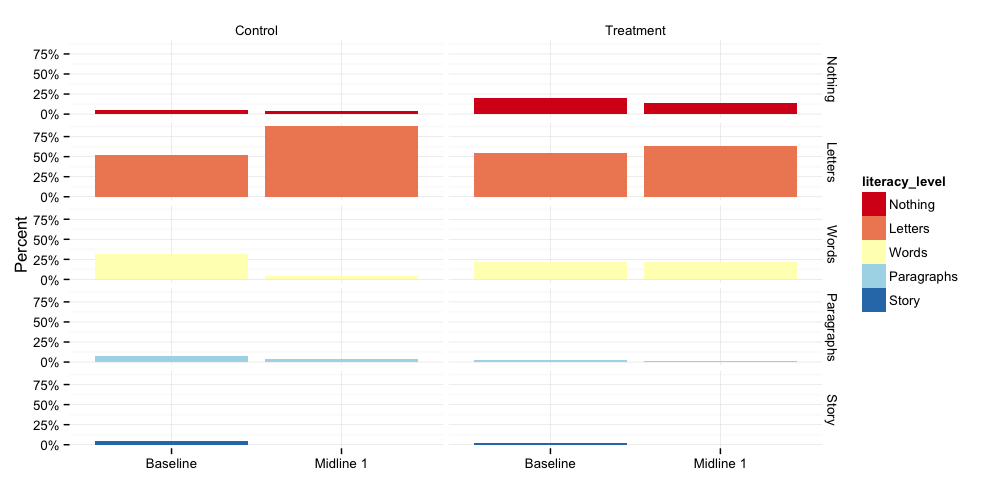 Control
Treatment
75%
50%
25%
0%
Nothing
75%
50%
25%
0%
Letters
75%
50%
25%
0%
Words
75%
50%
25%
0%
Paragraphs
75%
50%
25%
0%
Story
Percent
Baseline
Midline 1
Baseline
Midline 1
literacy_level
Nothing
Letters
Words
Paragraphs
Story